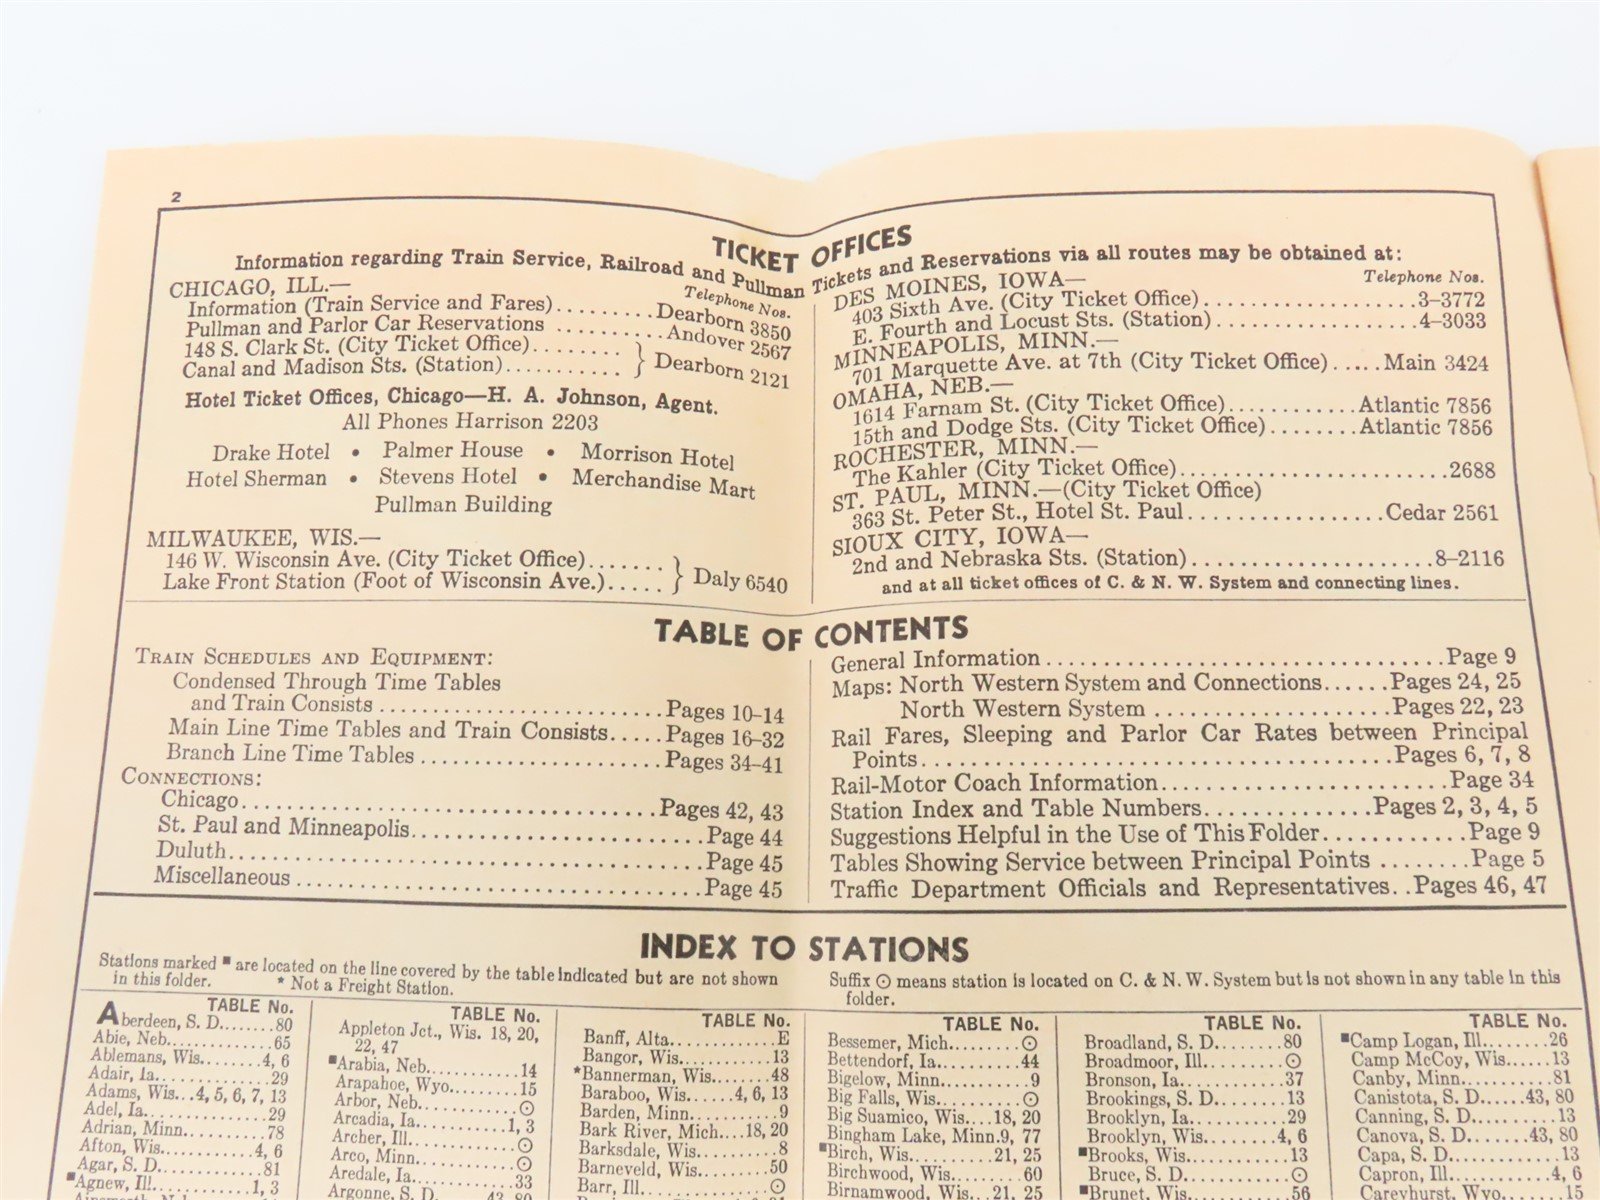 2
TICKET OFFICES
Information regarding Train Service, Railroad and Pullman Tickets and Reservations via all routes may be obtained at:
CHICAGO, ILL.—
Telephone Nos.
Information (Train Service and Fares).........Dearborn 3850
Pullman and Parlor Car Reservations ..........Andover 2567
148 S. Clark St. (City Ticket Office)........
Canal and Madison Sts. (Station)........... } Dearborn 2121
Hotel Ticket Offices, Chicago—H. A. Johnson, Agent.
All Phones Harrison 2203
Drake Hotel • Palmer House • Morrison Hotel
Hotel Sherman • Stevens Hotel • Merchandise Mart
Pullman Building
MILWAUKEE, WIS.—
146 W. Wisconsin Ave. (City Ticket Office).......
Lake Front Station (Foot of Wisconsin Ave.)..... } Daly 6540
DES MOINES, IOWA—
Telephone Nos.
403 Sixth Ave. (City Ticket Office)....................3-3772
E. Fourth and Locust Sts. (Station)...................4-3033
MINNEAPOLIS, MINN.—
701 Marquette Ave. at 7th (City Ticket Office).....Main 3424
OMAHA, NEB.—
1614 Farnam St. (City Ticket Office)............Atlantic 7856
15th and Dodge Sts. (City Ticket Office)........Atlantic 7856
ROCHESTER, MINN.—
The Kahler (City Ticket Office).........................2688
ST. PAUL, MINN.—(City Ticket Office)
363 St. Peter St., Hotel St. Paul..................Cedar 2561
SIOUX CITY, IOWA—
2nd and Nebraska Sts. (Station).......................8-2116
and at all ticket offices of C. & N. W. System and connecting lines.
TABLE OF CONTENTS
TRAIN SCHEDULES AND EQUIPMENT:
Condensed Through Time Tables
and Train Consists..........................Pages 10-14
Main Line Time Tables and Train Consists.....Pages 16-32
Branch Line Time Tables......................Pages 34-41
CONNECTIONS:
Chicago......................................Pages 42, 43
St. Paul and Minneapolis...........................Page 44
Duluth............................................Page 45
Miscellaneous.....................................Page 45
General Information..................................Page 9
Maps: North Western System and Connections......Pages 24, 25
North Western System ......................Pages 22, 23
Rail Fares, Sleeping and Parlor Car Rates between Principal
Points...........................................Pages 6, 7, 8
Rail-Motor Coach Information..........................Page 34
Station Index and Table Numbers..............Pages 2, 3, 4, 5
Suggestions Helpful in the Use of This Folder...........Page 9
Tables Showing Service between Principal Points ........Page 5
Traffic Department Officials and Representatives..Pages 46, 47
INDEX TO STATIONS
Stations marked ■ are located on the line covered by the table indicated but are not shown
in this folder. * Not a Freight Station.
Suffix ⊙ means station is located on C. & N. W. System but is not shown in any table in this
folder.
TABLE No.
Aberdeen, S. D........80
Abie, Neb.............65
Ablemans, Wis.......4, 6
Adair, Ia.............29
Adams, Wis...4, 5, 6, 7, 13
Adel, Ia..............29
Adrian, Minn..........78
Afton, Wis..........4, 6
Agar, S. D............81
■Agnew, Ill.........1, 3
TABLE No.
Appleton Jct., Wis. 18, 20,
22, 47
■Arabia, Neb..........14
Arapahoe, Wyo.........15
Arbor, Neb............⊙
Arcadia, Ia.........1, 3
Archer, Ill...........⊙
Arco, Minn............⊙
Aredale, Ia...........33
Argonne, S. D.....43, 80
TABLE No.
Banff, Alta............E
Bangor, Wis...........13
*Bannerman, Wis.......48
Baraboo, Wis.....4, 6, 13
Barden, Minn...........9
Bark River, Mich....18, 20
Barksdale, Wis.........8
Barneveld, Wis........50
Barr, Ill.............⊙
TABLE No.
Bessemer, Mich........⊙
Bettendorf, Ia........44
Bigelow, Minn..........9
Big Falls, Wis........⊙
Big Suamico, Wis...18, 20
Bingham Lake, Minn.9, 77
■Birch, Wis.......21, 25
Birchwood, Wis........60
Birnamwood, Wis...21, 25
TABLE No.
Broadland, S. D.......80
Broadmoor, Ill........⊙
Bronson, Ia...........37
Brookings, S. D.......13
Brooklyn, Ia..........29
Brooklyn, Wis.......4, 6
■Brooks, Wis..........13
Bruce, S. D...........⊙
■Brunet, Wis..........56
TABLE No.
■Camp Logan, Ill......26
Camp McCoy, Wis.......13
Canby, Minn...........81
Canistota, S. D....43, 80
Canning, S. D.........13
Canova, S. D......43, 80
Capa, S. D............13
Capron, Ill.........4, 6
Careyhurst, Wyo.......15